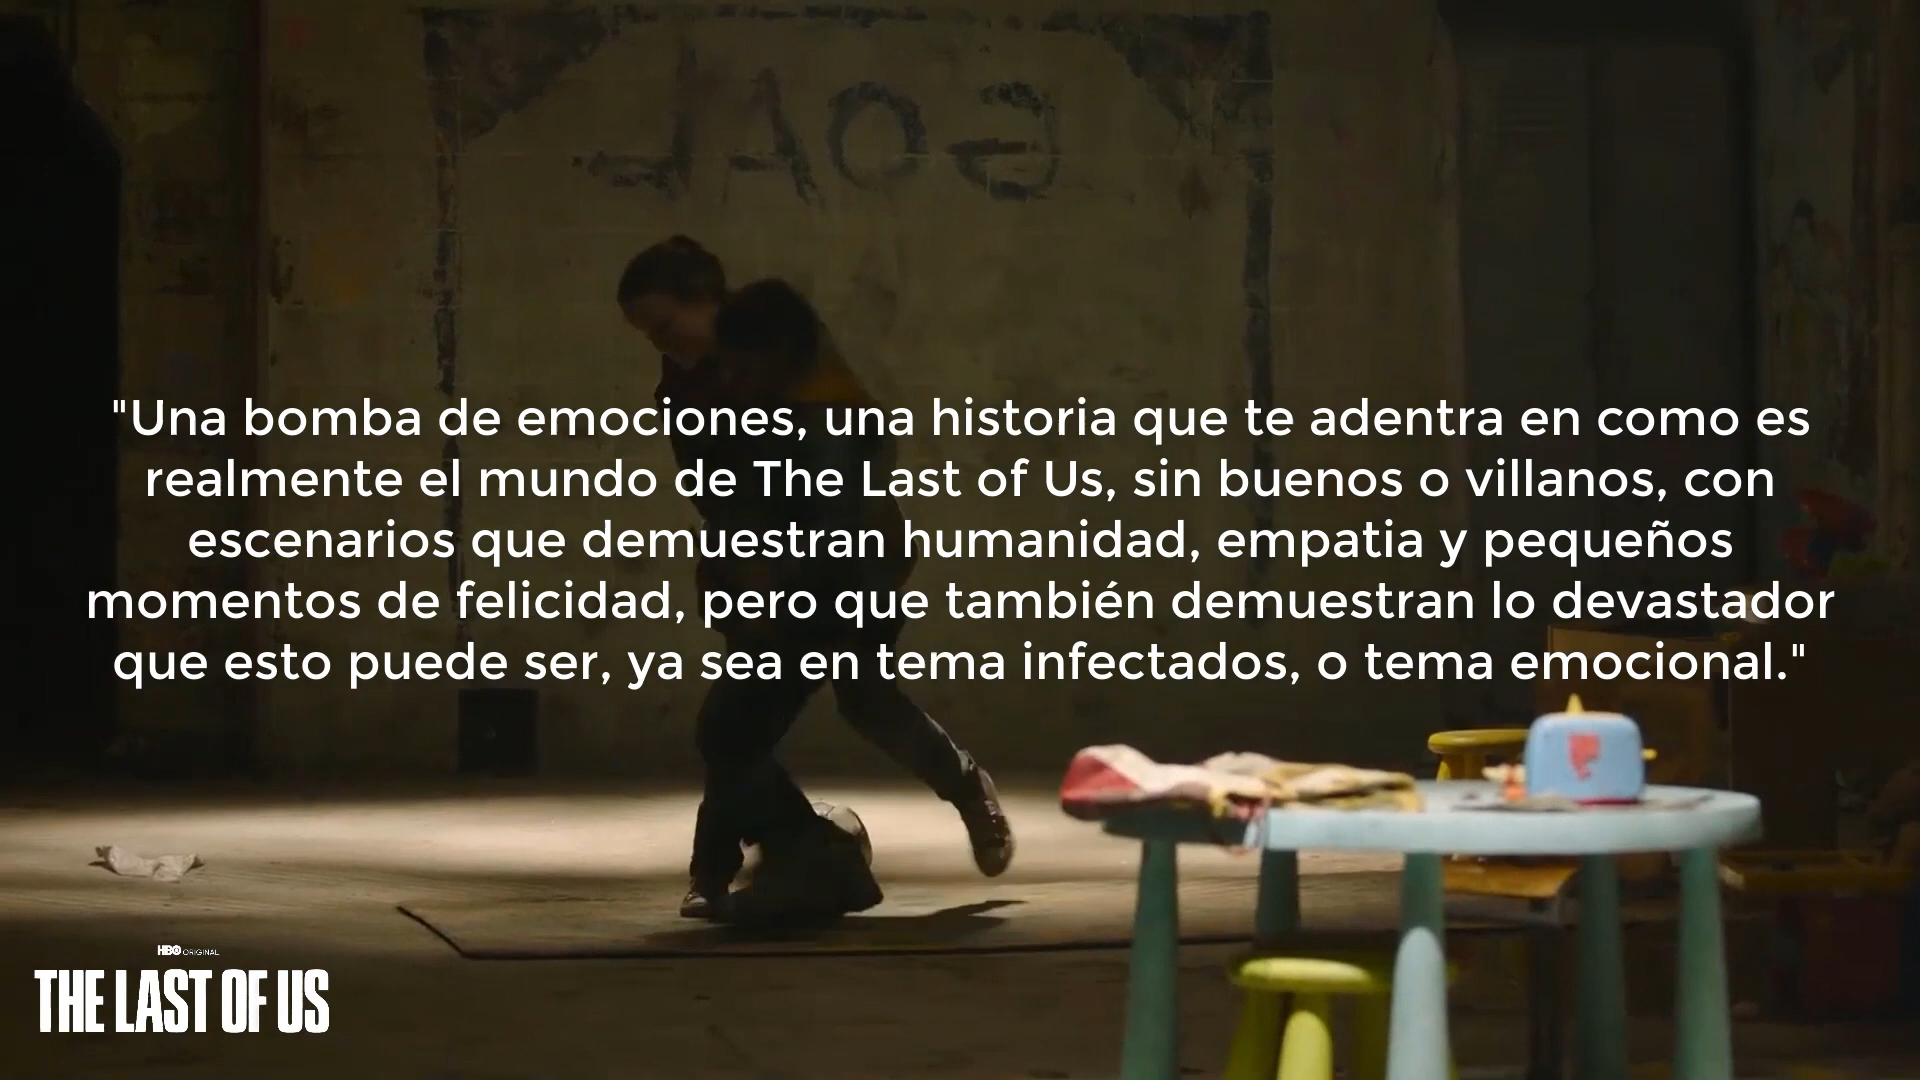 GOAL
"Una bomba de emociones, una historia que te adentra en como es
realmente el mundo de The Last of Us, sin buenos o villanos, con
escenarios que demuestran humanidad, empatia y pequeños
momentos de felicidad, pero que también demuestran lo devastador
que esto puede ser, ya sea en tema infectados, o tema emocional."
HBO ORIGINAL
THE LAST OF US